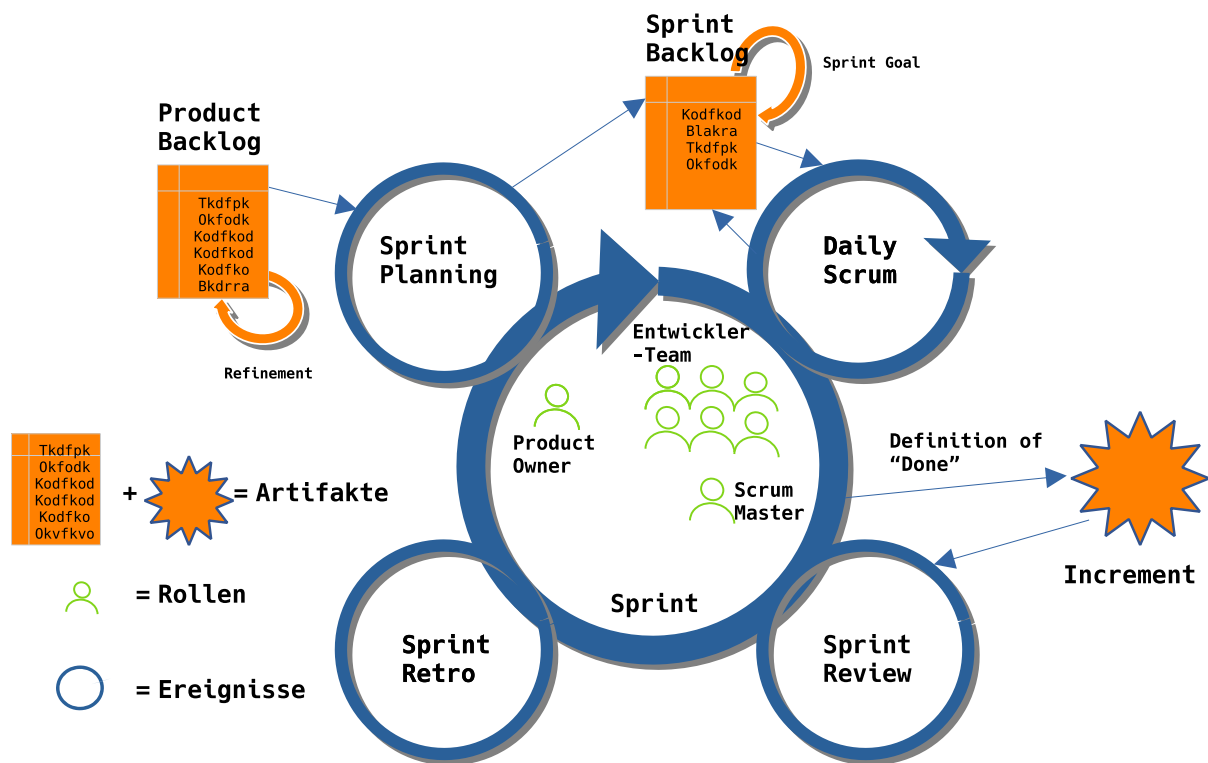 Sprint
Backlog
Sprint Goal
Kodfkod
Blakra
Tkdfpk
Okfodk
Product
Backlog
Tkdfpk
Okfodk
Kodfkod
Kodfkod
Kodfko
Bkdrra
Refinement
Sprint
Planning
Daily
Scrum
Entwickler
-Team
Product
Owner
Scrum
Master
Sprint
Definition of
“Done”
Increment
Tkdfpk
Okfodk
Kodfkod
Kodfkod
Kodfko
Okvfkvo
+
= Artifakte
= Rollen
= Ereignisse
Sprint
Retro
Sprint
Review